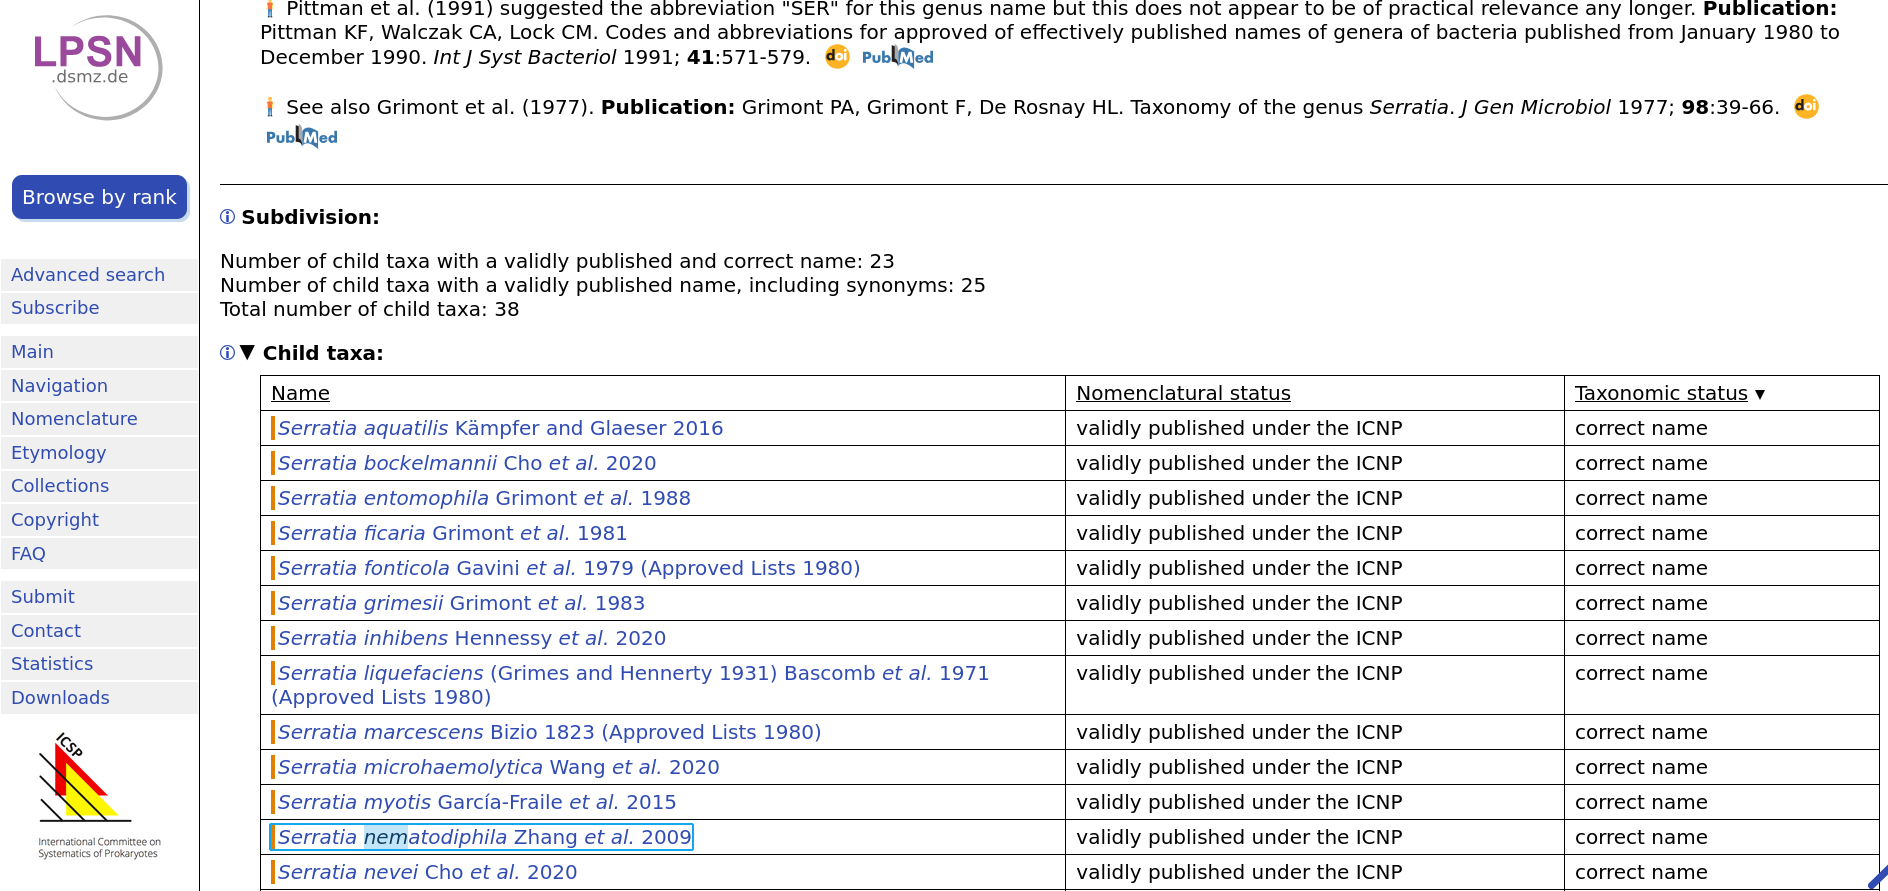 LPSN
.dsmz.de
Browse by rank
Advanced search
Subscribe
Main
Navigation
Nomenclature
Etymology
Collections
Copyright
FAQ
Submit
Contact
Statistics
Downloads
ICSP
International Committee on
Systematics of Prokaryotes
Pittman et al. (1991) suggested the abbreviation "SER" for this genus name but this does not appear to be of practical relevance any longer. Publication:
Pittman KF, Walczak CA, Lock CM. Codes and abbreviations for approved of effectively published names of genera of bacteria published from January 1980 to
December 1990. Int J Syst Bacteriol 1991; 41:571-579. doi PubMed
See also Grimont et al. (1977). Publication: Grimont PA, Grimont F, De Rosnay HL. Taxonomy of the genus Serratia. J Gen Microbiol 1977; 98:39-66. doi
PubMed
Subdivision:
Number of child taxa with a validly published and correct name: 23
Number of child taxa with a validly published name, including synonyms: 25
Total number of child taxa: 38
▼ Child taxa:
Name Nomenclatural status Taxonomic status ▼
Serratia aquatilis Kämpfer and Glaeser 2016 validly published under the ICNP correct name
Serratia bockelmannii Cho et al. 2020 validly published under the ICNP correct name
Serratia entomophila Grimont et al. 1988 validly published under the ICNP correct name
Serratia ficaria Grimont et al. 1981 validly published under the ICNP correct name
Serratia fonticola Gavini et al. 1979 (Approved Lists 1980) validly published under the ICNP correct name
Serratia grimesii Grimont et al. 1983 validly published under the ICNP correct name
Serratia inhibens Hennessy et al. 2020 validly published under the ICNP correct name
Serratia liquefaciens (Grimes and Hennerty 1931) Bascomb et al. 1971 validly published under the ICNP correct name
(Approved Lists 1980)
Serratia marcescens Bizio 1823 (Approved Lists 1980) validly published under the ICNP correct name
Serratia microhaemolytica Wang et al. 2020 validly published under the ICNP correct name
Serratia myotis García-Fraile et al. 2015 validly published under the ICNP correct name
Serratia nematodiphila Zhang et al. 2009 validly published under the ICNP correct name
Serratia nevei Cho et al. 2020 validly published under the ICNP correct name